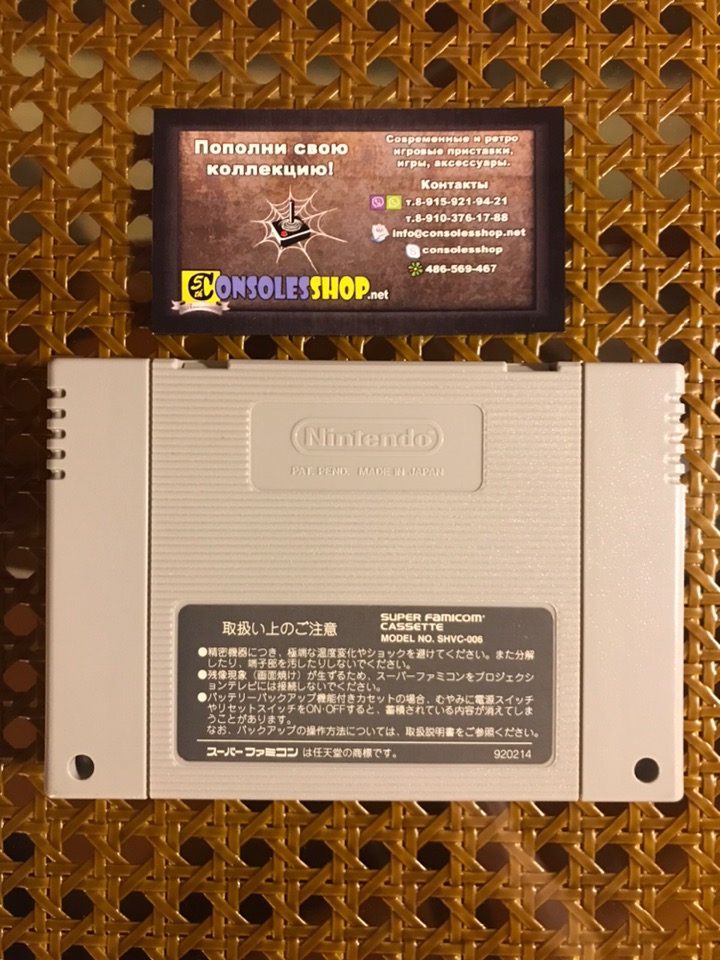 Пополни свою
коллекцию!
Современные и ретро
игровые приставки,
игры, аксессуары.
Контакты
т.8-915-921-94-21
т.8-910-376-17-88
info@consolesshop.net
consolesshop
486-569-467
CONSOLESSHOP.net
Nintendo
PAT. PEND. MADE IN JAPAN
取扱い上のご注意
SUPER FAMICOM
CASSETTE
MODEL NO. SHVC-006
●精密機器につき、極端な温度変化やショックを避けてください。また分解
したり、端子部を汚したりしないでください。
●残像現象(画面焼け)が生ずるため、スーパーファミコンをプロジェクシ
ョンテレビには接続しないでください。
●バッテリーバックアップ機能付きカセットの場合、むやみに電源スイッチ
やリセットスイッチをON・OFFすると、蓄積されている内容が消えてしま
うことがあります。
なお、バックアップの操作方法については、取扱説明書をご参照ください。
スーパーファミコンは任天堂の商標です。
920214